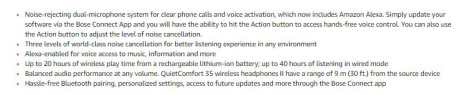 • Noise-rejecting dual-microphone system for clear phone calls and voice activation, which now includes Amazon Alexa. Simply update your
software via the Bose Connect app and you will have the ability to hit the Action button to access hands-free voice control. You can also use
the Action button to adjust the level of noise cancellation.
• Three levels of world-class noise cancellation for better listening experience in any environment
• Alexa-enabled for voice access to music, information and more
• Up to 20 hours of wireless play time from a rechargeable lithium-ion battery; up to 40 hours of listening in wired mode
• Balanced audio performance at any volume. QuietComfort 35 wireless headphones II have a range of 9 m (30 ft.) from the source device
• Hassle-free Bluetooth pairing, personalized settings, access to future updates and more through the Bose Connect app